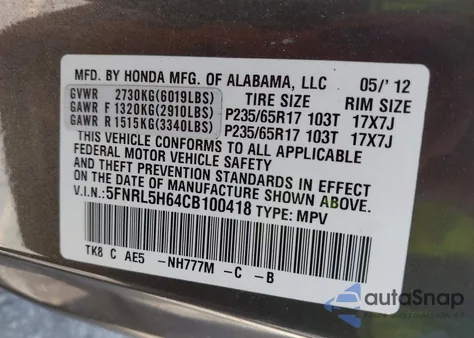 MFD. BY HONDA MFG. OF ALABAMA, LLC 05/' 12
GVWR 2730KG(6019LBS) TIRE SIZE RIM SIZE
GAWR F 1320KG(2910LBS) P235/65R17 103T 17X7J
GAWR R 1515KG(3340LBS) P235/65R17 103T 17X7J
THIS VEHICLE CONFORMS TO ALL APPLICABLE
FEDERAL MOTOR VEHICLE SAFETY
AND THEFT PREVENTION STANDARDS IN EFFECT
ON THE DATE OF MANUFACTURE SHOWN ABOVE.
V.I.N.:5FNRL5H64CB100418 TYPE: MPV
TK8 C AE5 -NH777M -C -B
autoSnap